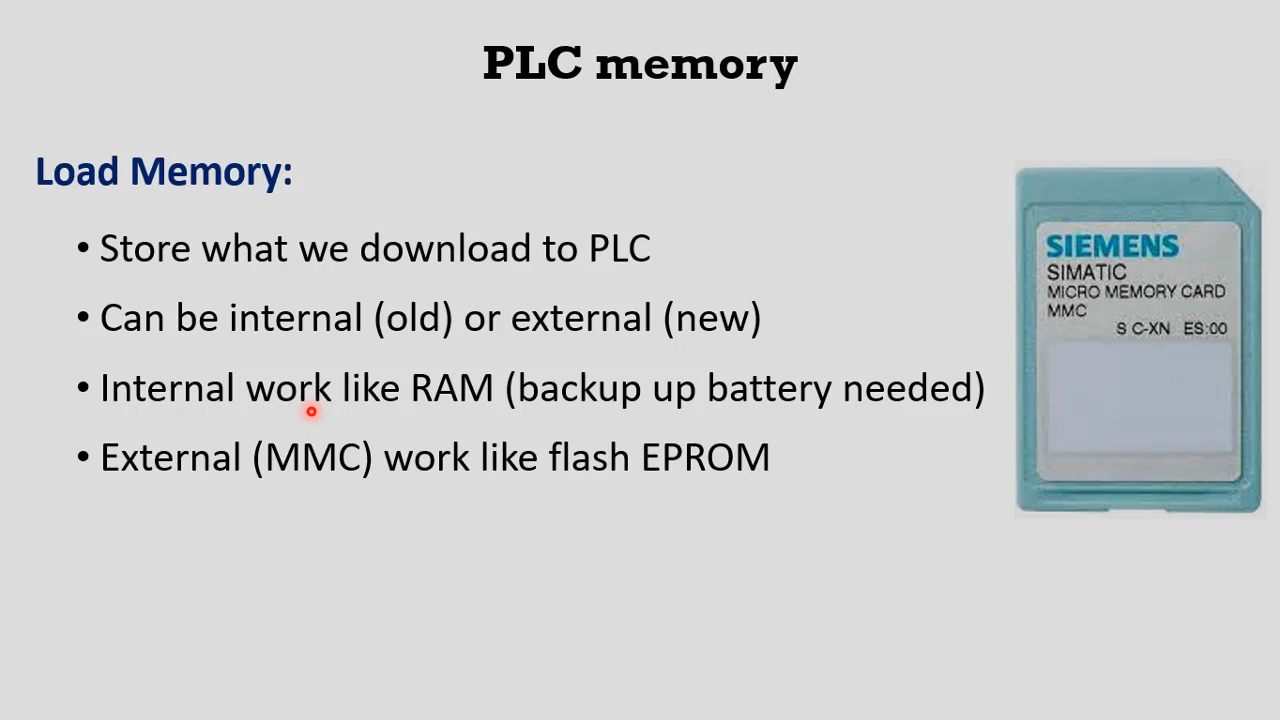 PLC memory
Load Memory:
• Store what we download to PLC
• Can be internal (old) or external (new)
• Internal work like RAM (backup up battery needed)
• External (MMC) work like flash EPROM
SIEMENS
SIMATIC
MICRO MEMORY CARD
MMC
S C-XN ES:00